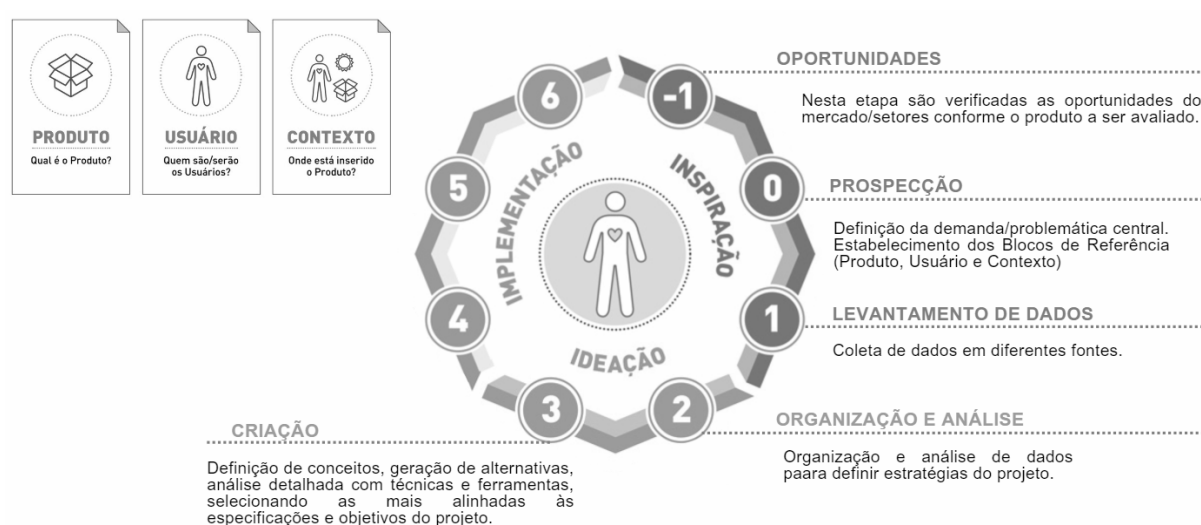 PRODUTO
Qual é o Produto?
USUÁRIO
Quem são/serão
os Usuários?
CONTEXTO
Onde está inserido
o Produto?
-1
0
1
2
3
4
5
6
INSPIRAÇÃO
IDEAÇÃO
IMPLEMENTAÇÃO
OPORTUNIDADES
Nesta etapa são verificadas as oportunidades do
mercado/setores conforme o produto a ser avaliado.
PROSPECÇÃO
Definição da demanda/problemática central.
Estabelecimento dos Blocos de Referência
(Produto, Usuário e Contexto)
LEVANTAMENTO DE DADOS
Coleta de dados em diferentes fontes.
ORGANIZAÇÃO E ANÁLISE
Organização e análise de dados
paara definir estratégias do projeto.
CRIAÇÃO
Definição de conceitos, geração de alternativas,
análise detalhada com técnicas e ferramentas,
selecionando as mais alinhadas às
especificações e objetivos do projeto.